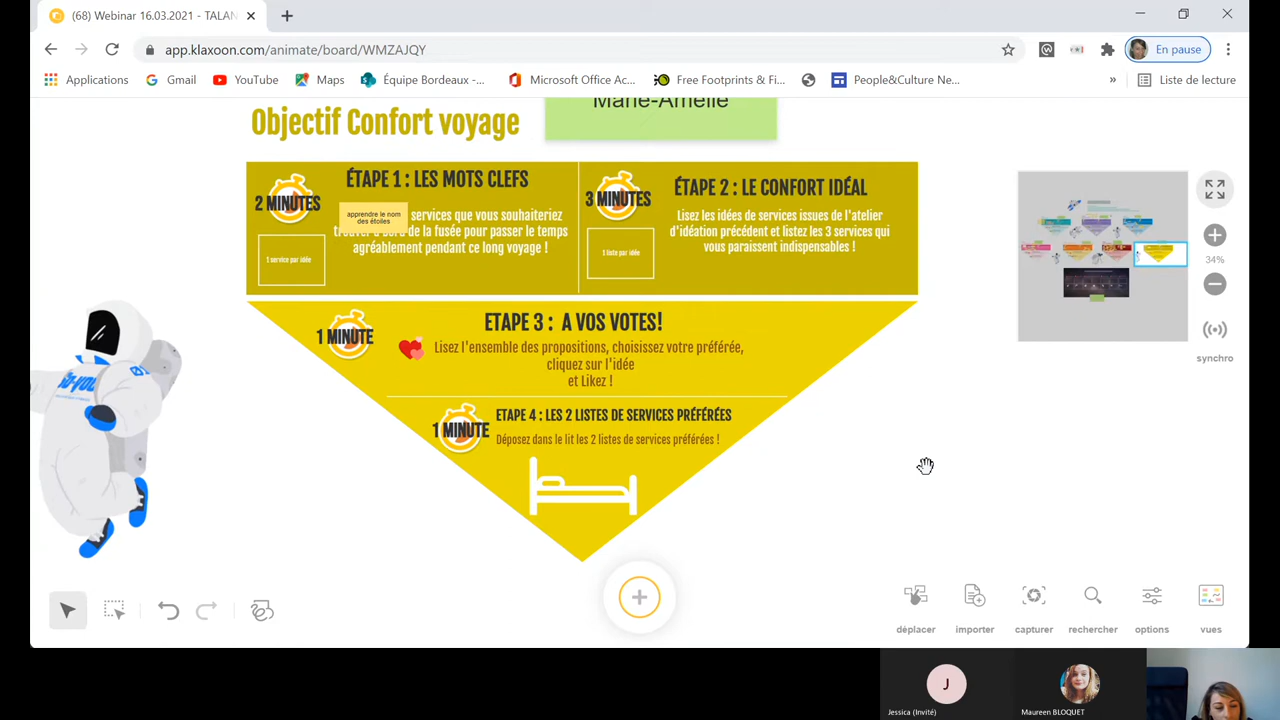 (68) Webinar 16.03.2021 - TALAN
app.klaxoon.com/animate/board/WMZAJQY
En pause
Applications
Gmail
YouTube
Maps
Équipe Bordeaux -...
Microsoft Office Ac...
Free Footprints & Fi...
People&Culture Ne...
»
Liste de lecture
Marie-Amélie
Objectif Confort voyage
2 MINUTES
ÉTAPE 1 : LES MOTS CLEFS
apprendre le nom
des étoiles
services que vous souhaiteriez
trouver à bord de la fusée pour passer le temps
agréablement pendant ce long voyage !
1 service par idée
3 MINUTES
ÉTAPE 2 : LE CONFORT IDÉAL
Lisez les idées de services issues de l'atelier
d'idéation précédent et listez les 3 services qui
vous paraissent indispensables !
1 liste par idée
1 MINUTE
ETAPE 3 : A VOS VOTES!
Lisez l'ensemble des propositions, choisissez votre préférée,
cliquez sur l'idée
et Likez !
1 MINUTE
ETAPE 4 : LES 2 LISTES DE SERVICES PRÉFÉRÉES
Déposez dans le lit les 2 listes de services préférées !
34%
synchro
déplacer
importer
capturer
rechercher
options
vues
J
Jessica (Invité)
Maureen BLOQUET